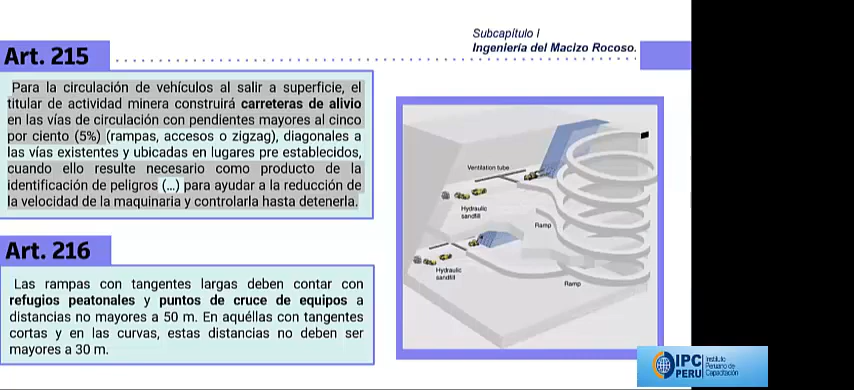 Subcapítulo I
Ingeniería del Macizo Rocoso.
Art. 215
Para la circulación de vehículos al salir a superficie, el
titular de actividad minera construirá carreteras de alivio
en las vías de circulación con pendientes mayores al cinco
por ciento (5%) (rampas, accesos o zigzag), diagonales a
las vías existentes y ubicadas en lugares pre establecidos,
cuando ello resulte necesario como producto de la
identificación de peligros (...) para ayudar a la reducción de
la velocidad de la maquinaria y controlarla hasta detenerla.
Art. 216
Las rampas con tangentes largas deben contar con
refugios peatonales y puntos de cruce de equipos a
distancias no mayores a 50 m. En aquéllas con tangentes
cortas y en las curvas, estas distancias no deben ser
mayores a 30 m.
Ventilation tube
Hydraulic
sandfill
Ramp
Hydraulic
sandfill
Ramp
IPC
PERU
Instituto
Peruano de
Capacitación